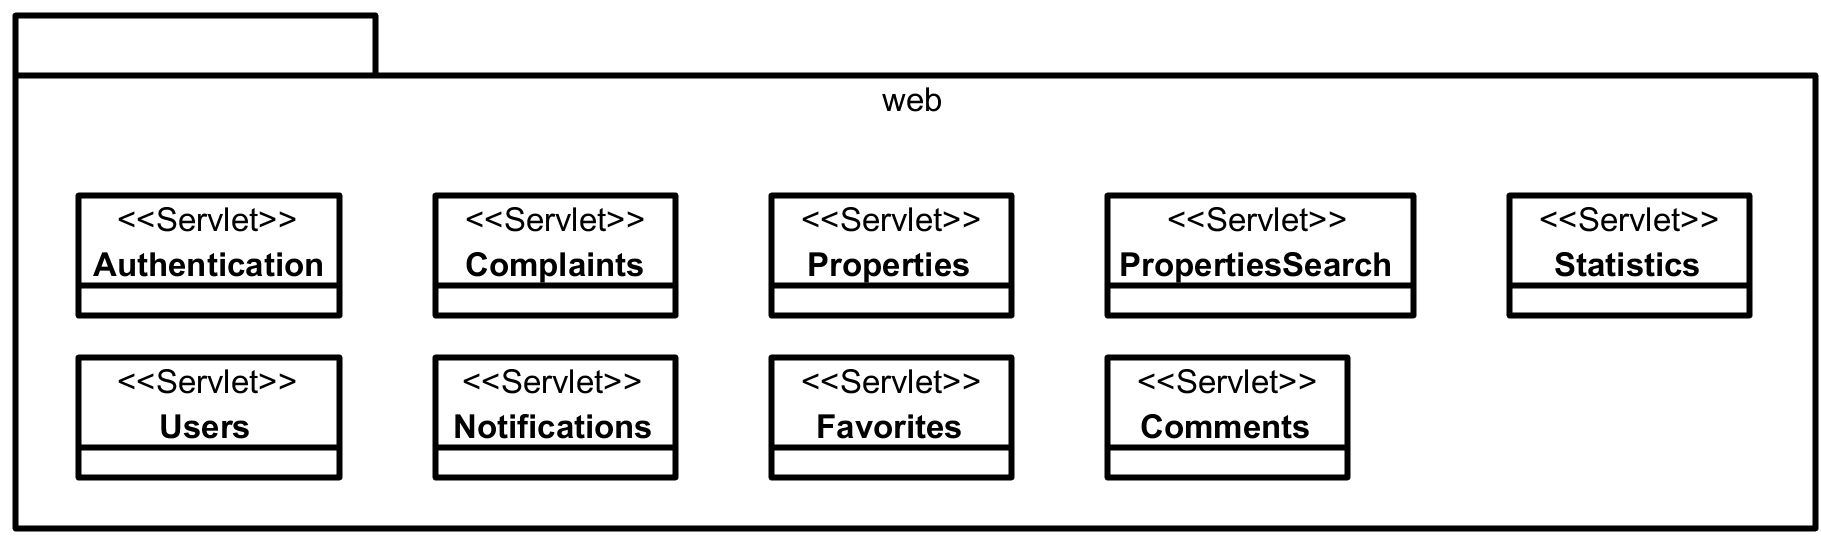 web
<<Servlet>>
Authentication
<<Servlet>>
Complaints
<<Servlet>>
Properties
<<Servlet>>
PropertiesSearch
<<Servlet>>
Statistics
<<Servlet>>
Users
<<Servlet>>
Notifications
<<Servlet>>
Favorites
<<Servlet>>
Comments